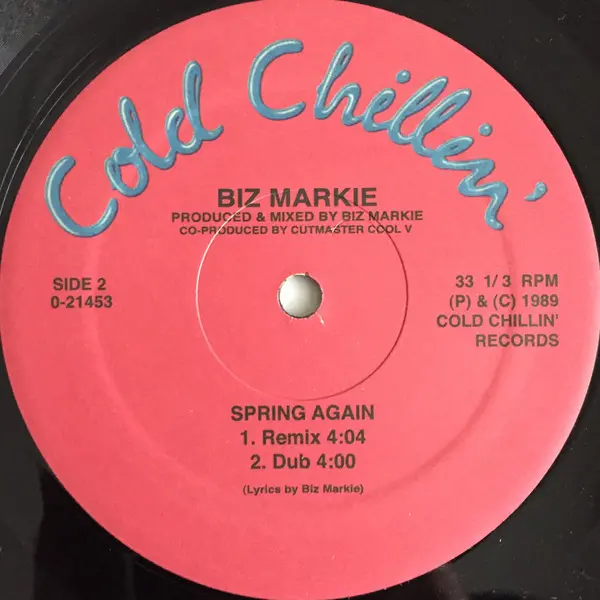 Cold Chillin'
BIZ MARKIE
PRODUCED & MIXED BY BIZ MARKIE
CO-PRODUCED BY CUTMASTER COOL V
SIDE 2
0-21453
33 1/3 RPM
(P) & (C) 1989
COLD CHILLIN'
RECORDS
SPRING AGAIN
1. Remix 4:04
2. Dub 4:00
(Lyrics by Biz Markie)